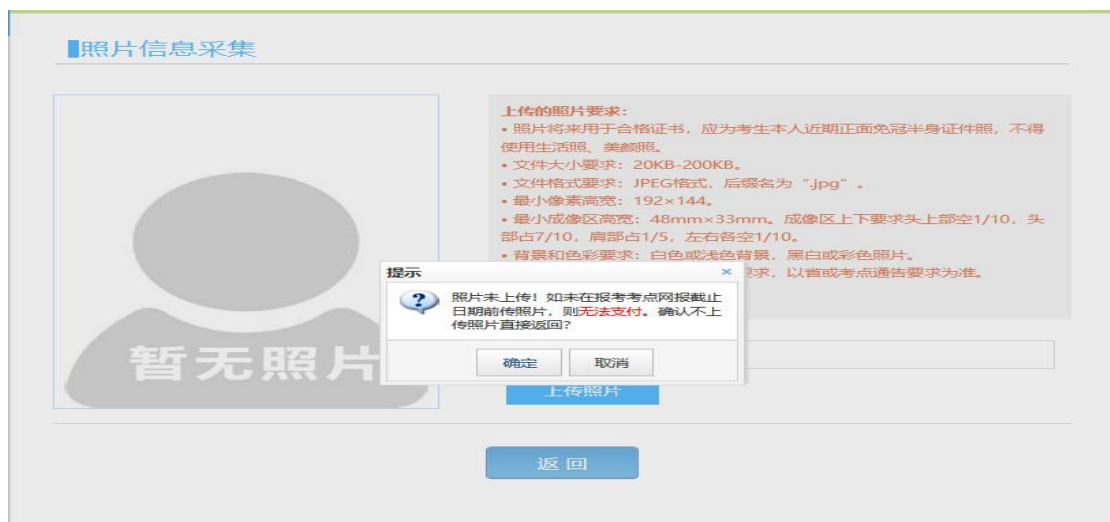 照片信息采集
上传的照片要求：
• 照片将来用于合格证书，应为考生本人近期正面免冠半身证件照，不得
使用生活照、美颜照。
• 文件大小要求：20KB-200KB。
• 文件格式要求：JPEG格式，后缀名为“.jpg”。
• 最小像素高宽：192×144。
• 最小成像区高宽：48mm×33mm。成像区上下要求头上部空1/10，头
部占7/10，肩部占1/5，左右各空1/10。
• 背景和色彩要求：白色或浅色背景，黑白或彩色照片。
要求，以省或考点通告要求为准。
提示
×
照片未上传！如未在报考考点网报截止
日期前传照片，则无法支付。确认不上
传照片直接返回？
确定
取消
暂无照片
上传照片
返 回